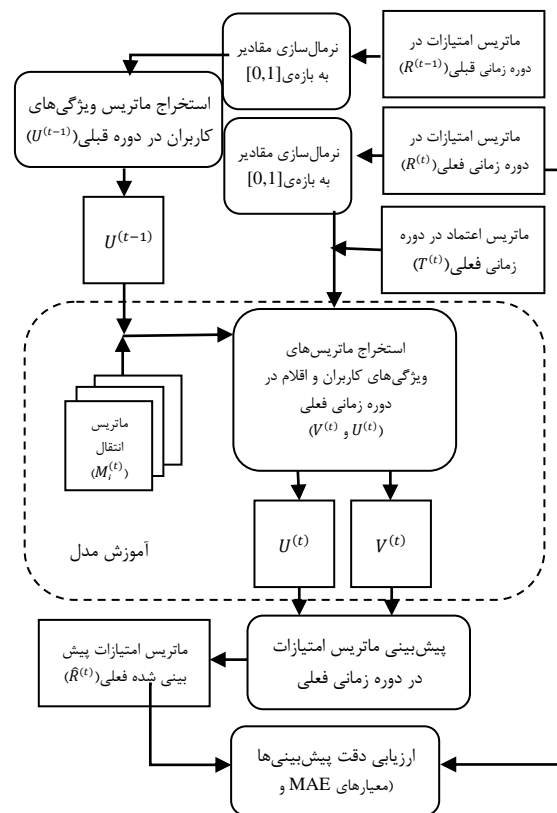 ماتریس امتیازات در
دوره زمانی قبلی(R^(t−1))
نرمال‌سازی مقادیر
به بازه‌ی[0,1]
استخراج ماتریس ویژگی‌های
کاربران در دوره قبلی(U^(t−1))
ماتریس امتیازات در
دوره زمانی فعلی
(R^(t))
نرمال‌سازی مقادیر
به بازه‌ی[0,1]
U^(t−1)
ماتریس اعتماد در دوره
زمانی فعلی(T^(t))
استخراج ماتریس‌های
ویژگی‌های کاربران و اقلام در
دوره زمانی فعلی
(U^(t) و V^(t))
ماتریس
انتقال
(M_i^(t))
U^(t)
V^(t)
آموزش مدل
پیش‌بینی ماتریس امتیازات
در دوره زمانی فعلی
ماتریس امتیازات پیش
بینی شده فعلی(R̂^(t))
ارزیابی دقت پیش‌بینی‌ها
(معیارهای MAE و